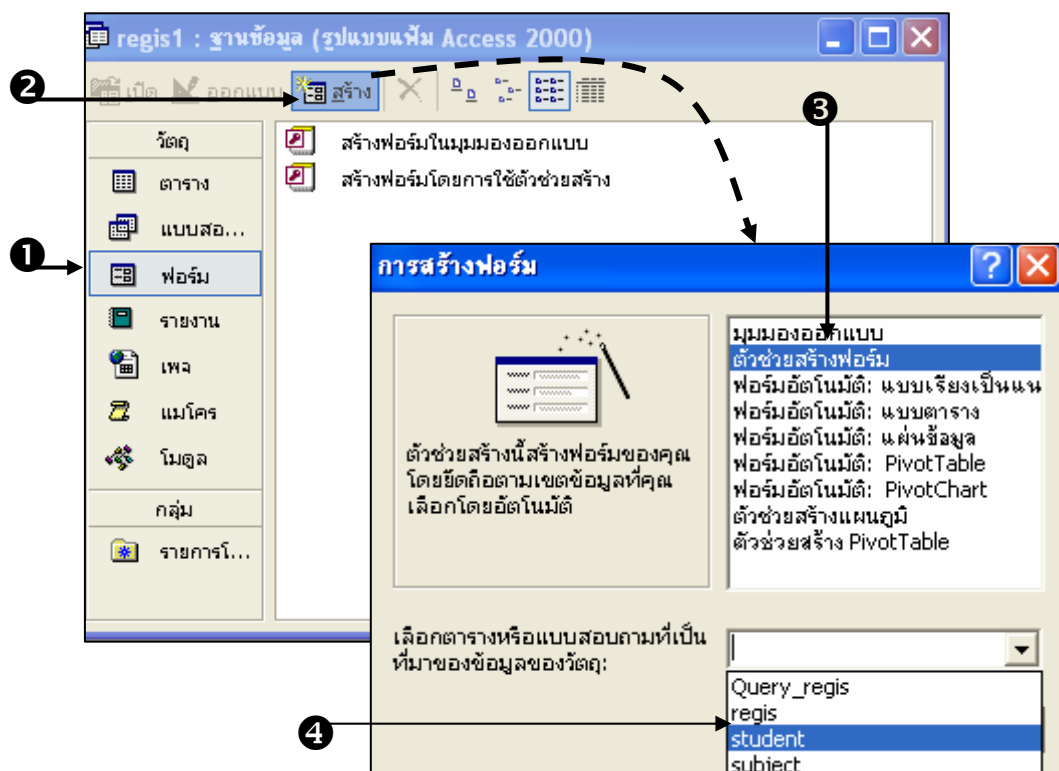 regis1 : ฐานข้อมูล (รูปแบบแฟ้ม Access 2000)
❷
เปิด ออกแบบ สร้าง
❸
วัตถุ
ตาราง
แบบสอ...
❶
ฟอร์ม
รายงาน
เพจ
แมโคร
โมดูล
กลุ่ม
รายการโ...
สร้างฟอร์มในมุมมองออกแบบ
สร้างฟอร์มโดยการใช้ตัวช่วยสร้าง
การสร้างฟอร์ม
ตัวช่วยสร้างนี้สร้างฟอร์มของคุณ
โดยยึดถือตามเขตข้อมูลที่คุณ
เลือกโดยอัตโนมัติ
มุมมองออกแบบ
ตัวช่วยสร้างฟอร์ม
ฟอร์มอัตโนมัติ: แบบเรียงเป็นแน
ฟอร์มอัตโนมัติ: แบบตาราง
ฟอร์มอัตโนมัติ: แผ่นข้อมูล
ฟอร์มอัตโนมัติ: PivotTable
ฟอร์มอัตโนมัติ: PivotChart
ตัวช่วยสร้างแผนภูมิ
ตัวช่วยสร้าง PivotTable
เลือกตารางหรือแบบสอบถามที่เป็น
ที่มาของข้อมูลของวัตถุ:
Query_regis
regis
❹
student
subject